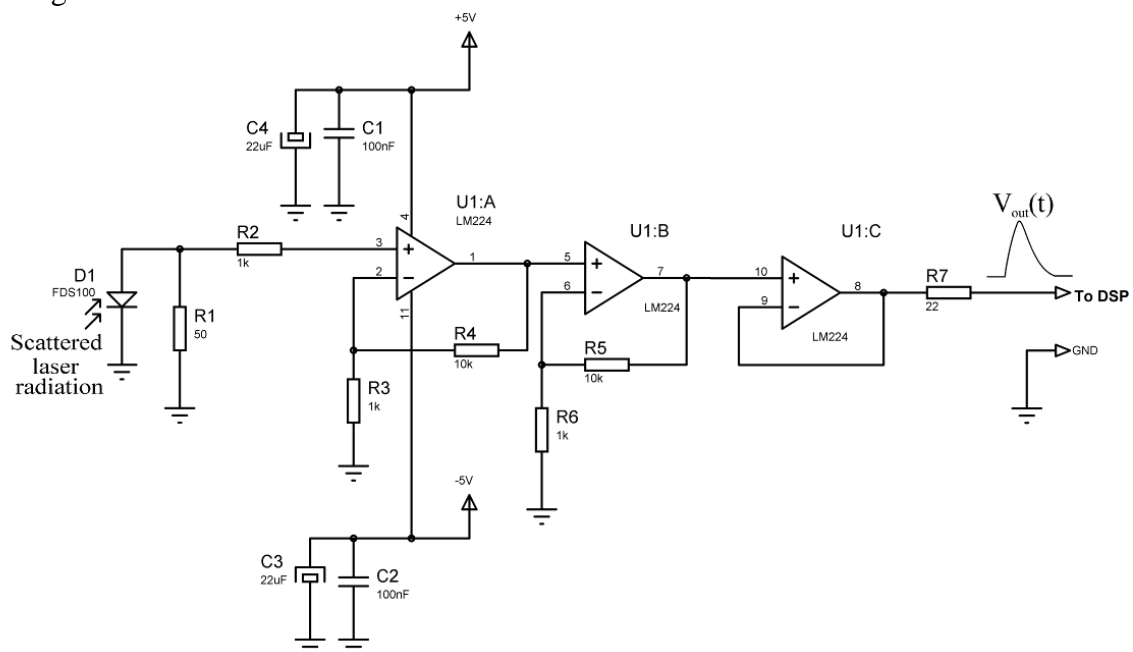 +5V
C4
22uF
C1
100nF
U1:A
LM224
4
3
2
1
11
R2
1k
D1
FDS100
R1
50
Scattered
laser
radiation
R4
10k
R3
1k
U1:B
5
6
7
LM224
R5
10k
R6
1k
U1:C
10
9
8
LM224
R7
22
Vout(t)
To DSP
GND
-5V
C3
22uF
C2
100nF